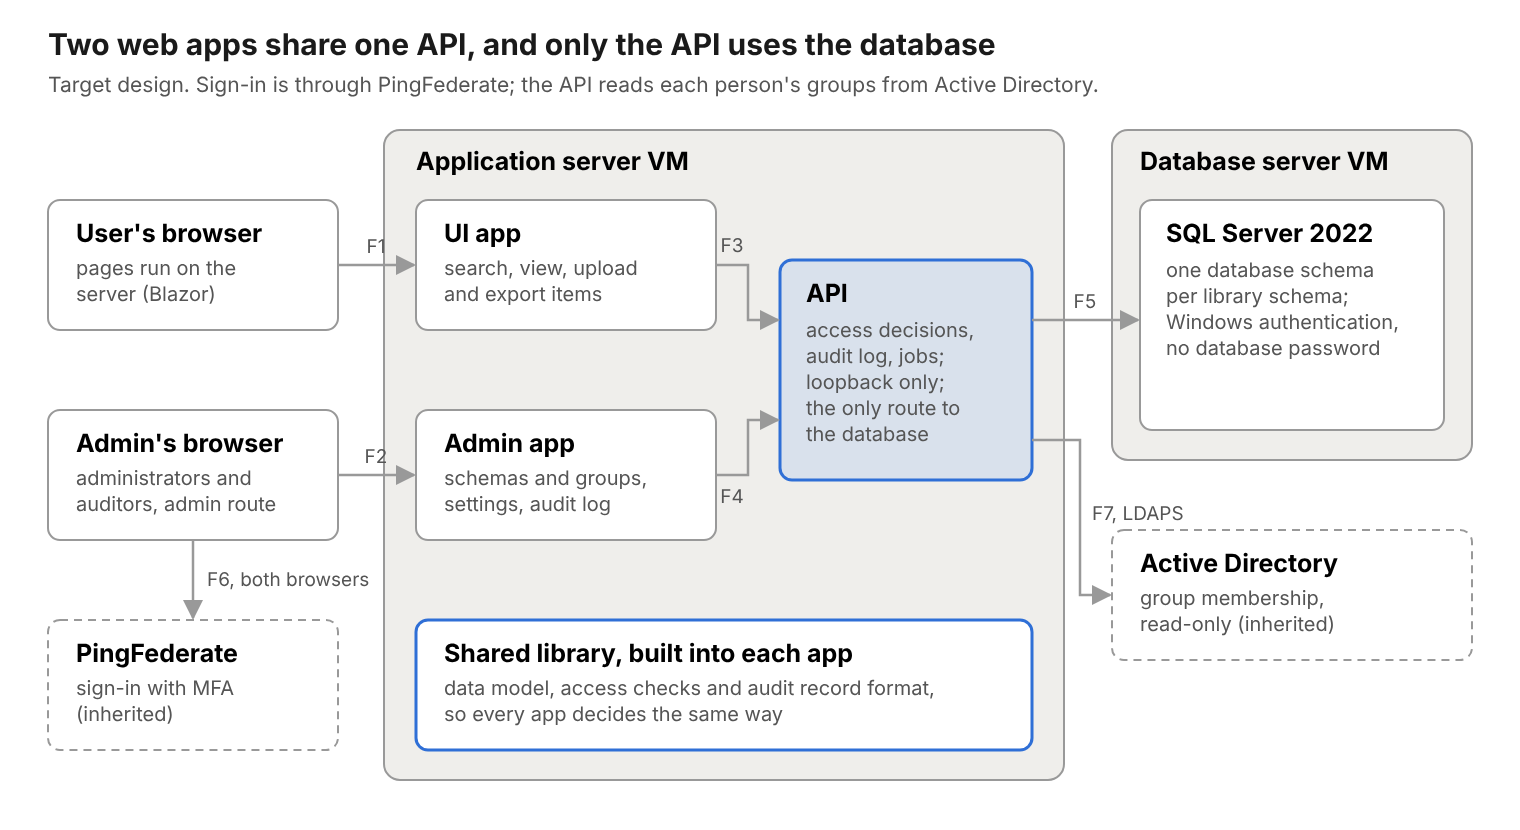 Two web apps share one API, and only the API uses the database
Target design. Sign-in is through PingFederate; the API reads each person's groups from Active Directory.
Application server VM
Database server VM
User's browser
pages run on the
server (Blazor)
F1
UI app
search, view, upload
and export items
F3
API
access decisions,
audit log, jobs;
loopback only;
the only route to
the database
F5
SQL Server 2022
one database schema
per library schema;
Windows authentication,
no database password
Admin's browser
administrators and
auditors, admin route
F2
Admin app
schemas and groups,
settings, audit log
F4
F7, LDAPS
Active Directory
group membership,
read-only (inherited)
F6, both browsers
PingFederate
sign-in with MFA
(inherited)
Shared library, built into each app
data model, access checks and audit record format,
so every app decides the same way